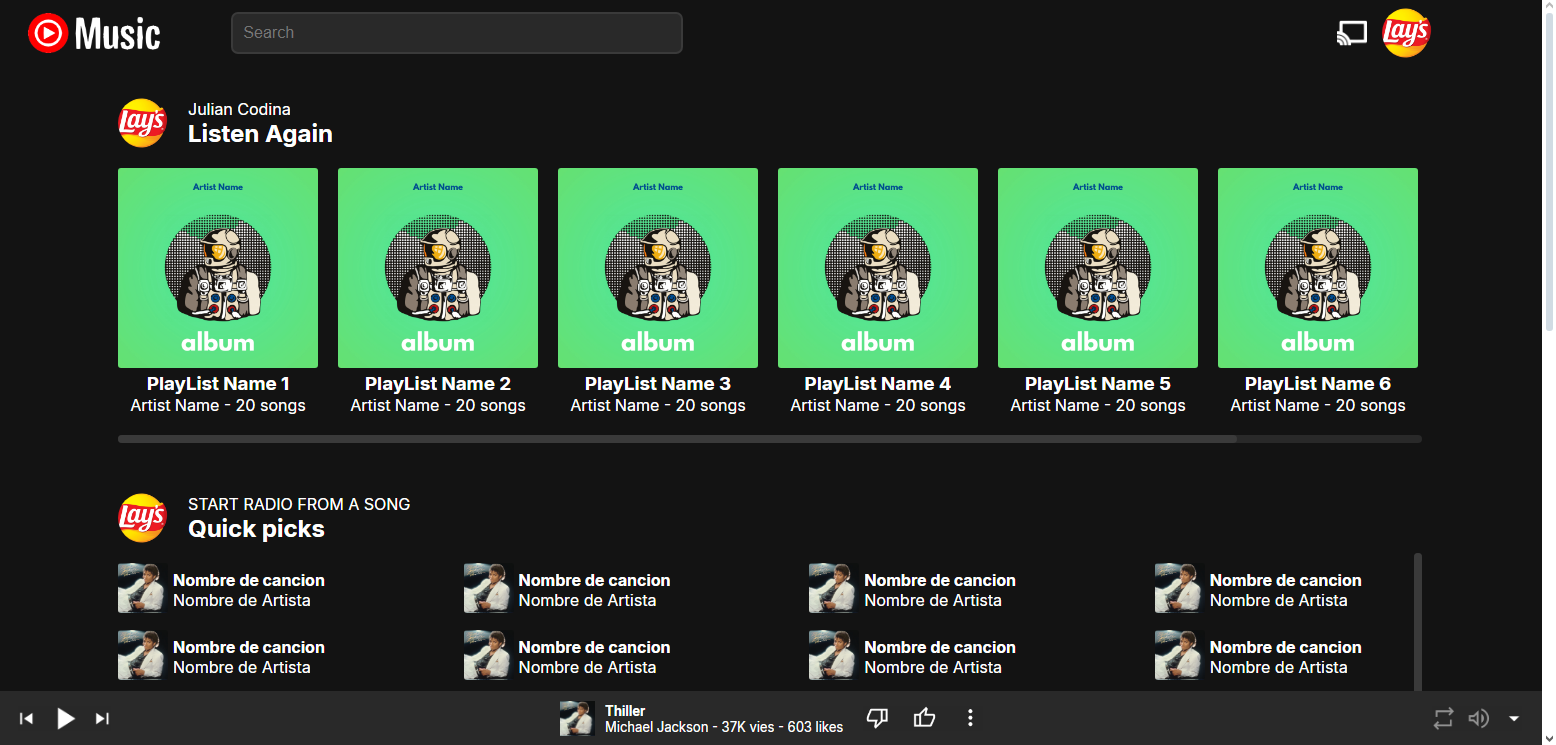 Music
Search
Lay's
Lay's
Julian Codina
Listen Again
Artist Name
album
PlayList Name 1
Artist Name - 20 songs
Artist Name
album
PlayList Name 2
Artist Name - 20 songs
Artist Name
album
PlayList Name 3
Artist Name - 20 songs
Artist Name
album
PlayList Name 4
Artist Name - 20 songs
Artist Name
album
PlayList Name 5
Artist Name - 20 songs
Artist Name
album
PlayList Name 6
Artist Name - 20 songs
Lay's
START RADIO FROM A SONG
Quick picks
Nombre de cancion
Nombre de Artista
Nombre de cancion
Nombre de Artista
Nombre de cancion
Nombre de Artista
Nombre de cancion
Nombre de Artista
Nombre de cancion
Nombre de Artista
Nombre de cancion
Nombre de Artista
Nombre de cancion
Nombre de Artista
Nombre de cancion
Nombre de Artista
Thiller
Michael Jackson - 37K vies - 603 likes